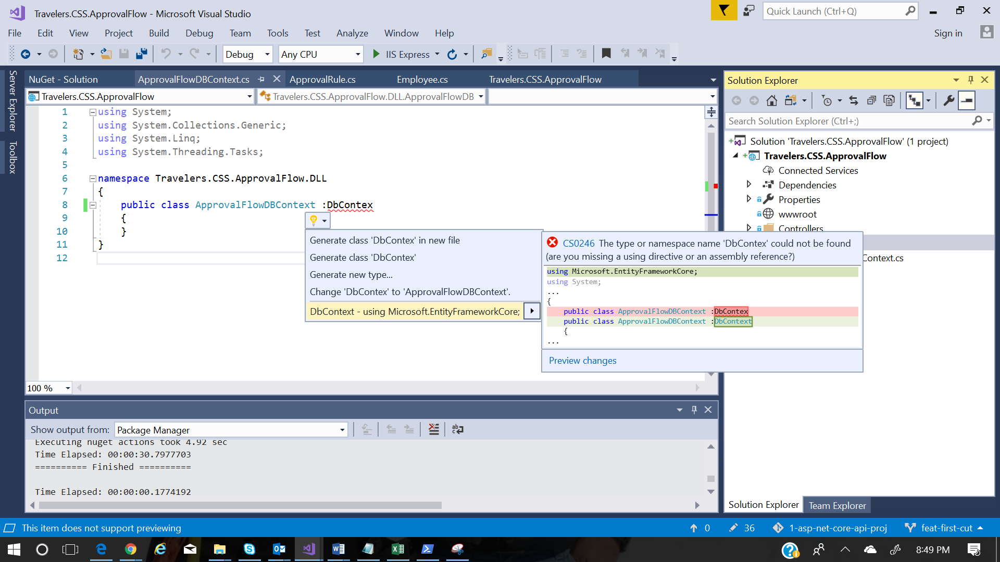 Travelers.CSS.ApprovalFlow - Microsoft Visual Studio
Quick Launch (Ctrl+Q)
File Edit View Project Build Debug Team Tools Test Analyze Window Help
Sign in
Debug Any CPU IIS Express
Server Explorer
Toolbox
NuGet - Solution ApprovalFlowDBContext.cs ApprovalRule.cs Employee.cs Travelers.CSS.ApprovalFlow
Travelers.CSS.ApprovalFlow Travelers.CSS.ApprovalFlow.DLL.ApprovalFlowDB
1 using System;
2 using System.Collections.Generic;
3 using System.Linq;
4 using System.Threading.Tasks;
5
6 namespace Travelers.CSS.ApprovalFlow.DLL
7 {
8 public class ApprovalFlowDBContext :DbContex
9 {
10 }
11 }
12
Generate class 'DbContex' in new file
Generate class 'DbContex'
Generate new type...
Change 'DbContex' to 'ApprovalFlowDBContext'.
DbContext - using Microsoft.EntityFrameworkCore;
CS0246 The type or namespace name 'DbContex' could not be found
(are you missing a using directive or an assembly reference?)
using Microsoft.EntityFrameworkCore;
using System;
...
{
public class ApprovalFlowDBContext :DbContex
public class ApprovalFlowDBContext :DbContext
{
...
Preview changes
100 %
Solution Explorer
Search Solution Explorer (Ctrl+;)
Solution 'Travelers.CSS.ApprovalFlow' (1 project)
Travelers.CSS.ApprovalFlow
Connected Services
Dependencies
Properties
wwwroot
Controllers
Context.cs
Solution Explorer Team Explorer
Output
Show output from: Package Manager
Executing nuget actions took 4.92 sec
Time Elapsed: 00:00:30.7977703
========== Finished ==========
Time Elapsed: 00:00:00.1774192
This item does not support previewing
0 36 1-asp-net-core-api-proj feat-first-cut
8:49 PM